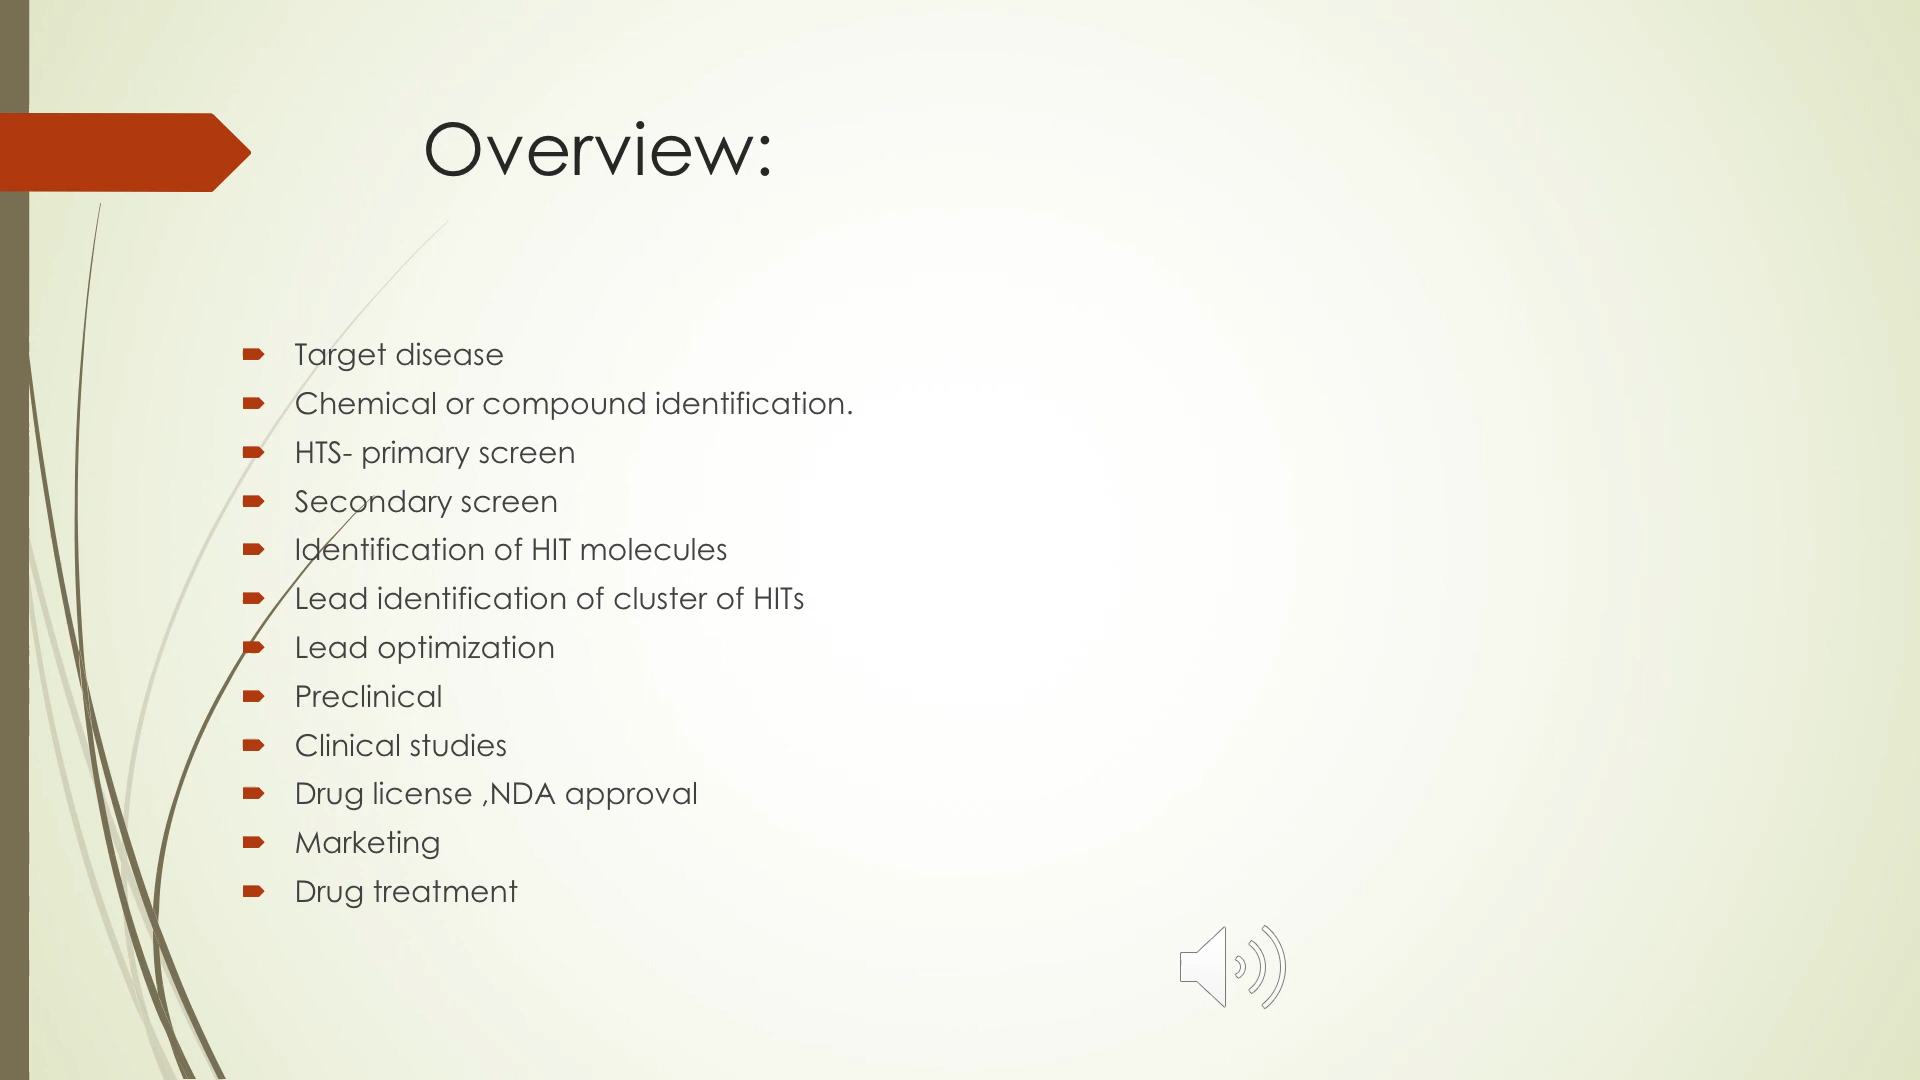 Overview:
Target disease
Chemical or compound identification.
HTS- primary screen
Secondary screen
Identification of HIT molecules
Lead identification of cluster of HITs
Lead optimization
Preclinical
Clinical studies
Drug license ,NDA approval
Marketing
Drug treatment